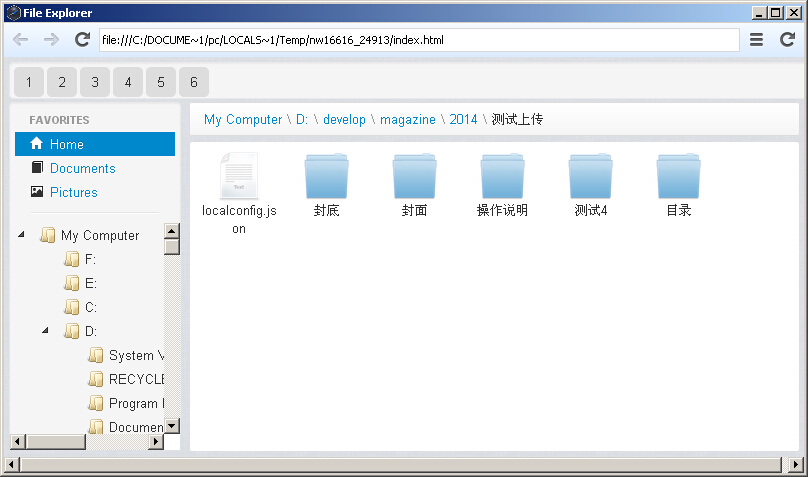 File Explorer
file:///C:/DOCUME~1/pc/LOCALS~1/Temp/nw16616_24913/index.html
1 2 3 4 5 6
FAVORITES
Home
Documents
Pictures
My Computer
F:
E:
C:
D:
System V
RECYCLE
Program
Documen
My Computer \ D: \ develop \ magazine \ 2014 \ 测试上传
Text
localconfig.js
on
封底
封面
操作说明
测试4
目录